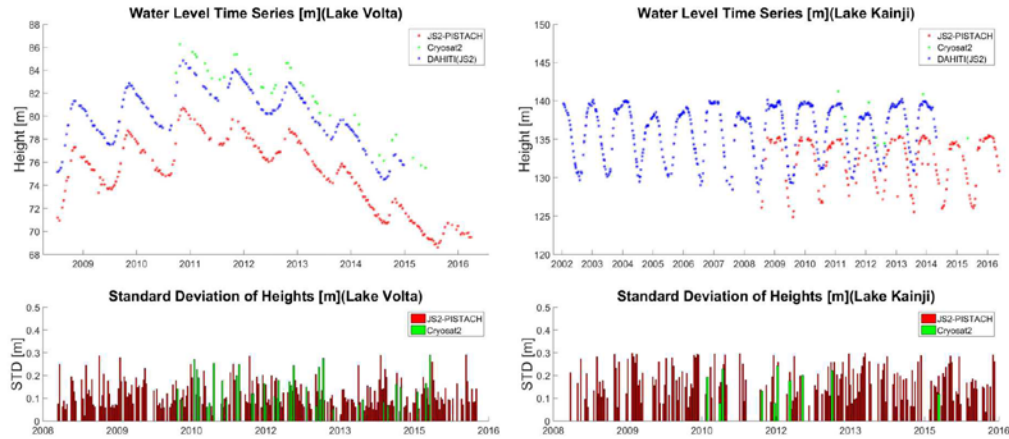 Water Level Time Series [m](Lake Volta)
88
86
84
82
80
78
76
74
72
70
68
Height [m]
JS2-PISTACH
Cryosat2
DAHITI(JS2)
2009 2010 2011 2012 2013 2014 2015 2016
Water Level Time Series [m](Lake Kainji)
150
145
140
135
130
125
120
Height [m]
JS2-PISTACH
Cryosat2
DAHITI(JS2)
2002 2003 2004 2005 2006 2007 2008 2009 2010 2011 2012 2013 2014 2015 2016
Standard Deviation of Heights [m](Lake Volta)
0.5
0.4
0.3
0.2
0.1
0
STD [m]
JS2-PISTACH
Cryosat2
2008 2009 2010 2012 2013 2014 2015 2016
Standard Deviation of Heights [m](Lake Kainji)
0.5
0.4
0.3
0.2
0.1
0
STD [m]
JS2-PISTACH
Cryosat2
2008 2009 2010 2012 2013 2014 2015 2016